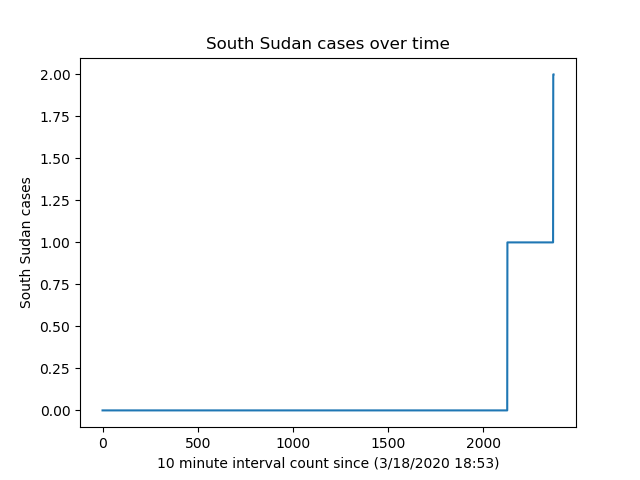 South Sudan cases over time
2.00
1.75
1.50
1.25
1.00
0.75
0.50
0.25
0.00
South Sudan cases
0 500 1000 1500 2000
10 minute interval count since (3/18/2020 18:53)